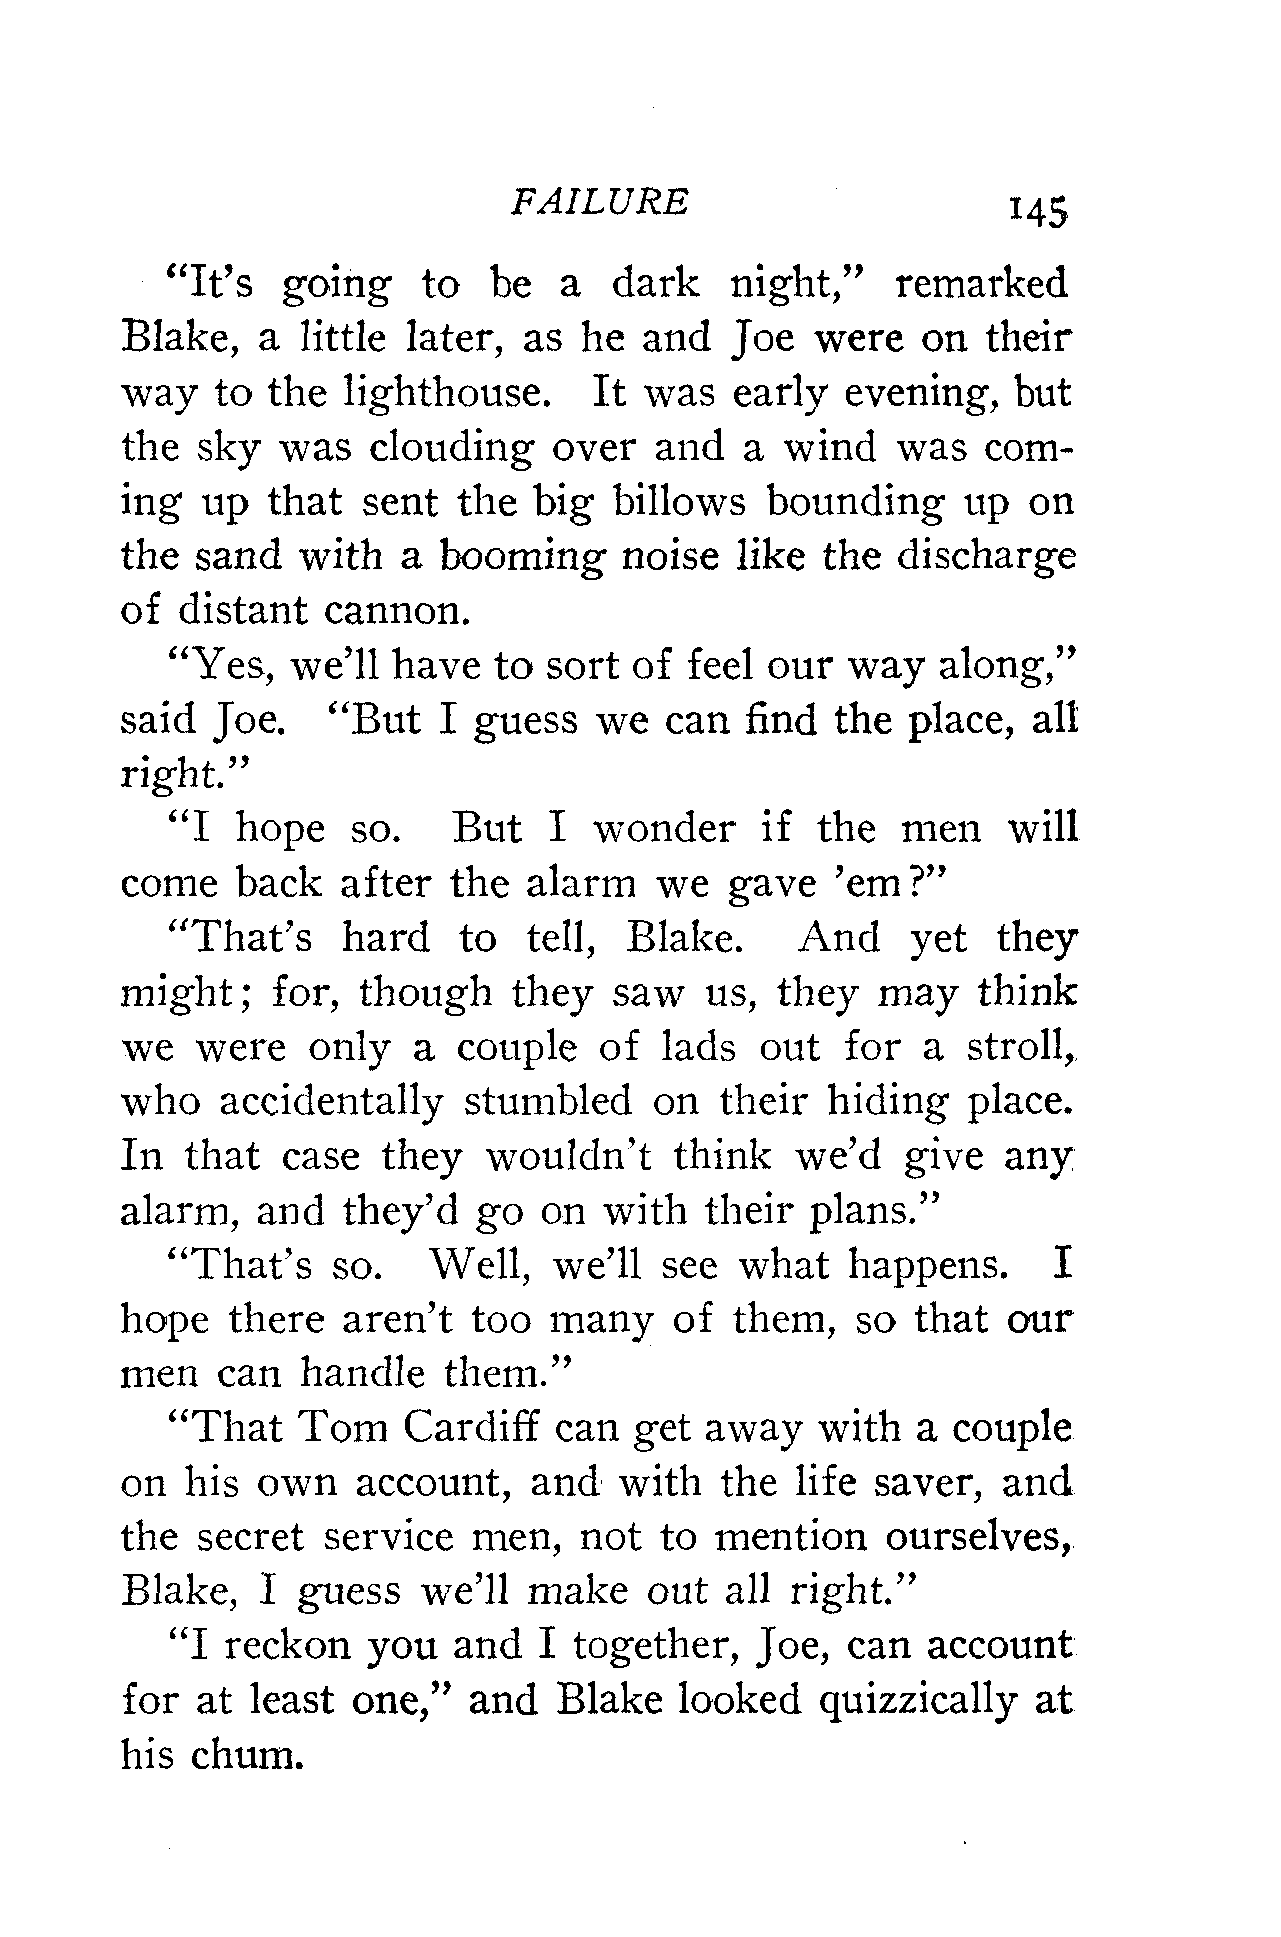 FAILURE 145
“It’s going to be a dark night,” remarked
Blake, a little later, as he and Joe were on their
way to the lighthouse. It was early evening, but
the sky was clouding over and a wind was com-
ing up that sent the big billows bounding up on
the sand with a booming noise like the discharge
of distant cannon.
“Yes, we’ll have to sort of feel our way along,”
said Joe. “But I guess we can find the place, all
right.”
“I hope so. But I wonder if the men will
come back after the alarm we gave ’em?”
“That’s hard to tell, Blake. And yet they
might; for, though they saw us, they may think
we were only a couple of lads out for a stroll,
who accidentally stumbled on their hiding place.
In that case they wouldn’t think we’d give any
alarm, and they’d go on with their plans.”
“That’s so. Well, we’ll see what happens. I
hope there aren’t too many of them, so that our
men can handle them.”
“That Tom Cardiff can get away with a couple
on his own account, and with the life saver, and
the secret service men, not to mention ourselves,
Blake, I guess we’ll make out all right.”
“I reckon you and I together, Joe, can account
for at least one,” and Blake looked quizzically at
his chum.